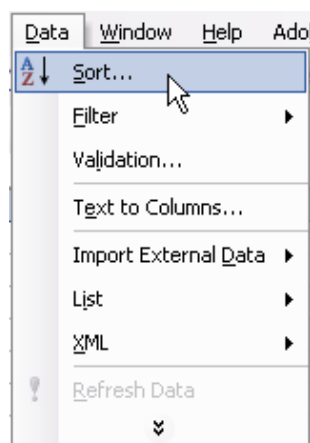 Data Window Help Ado
Sort...
Filter
Validation...
Text to Columns...
Import External Data
List
XML
Refresh Data